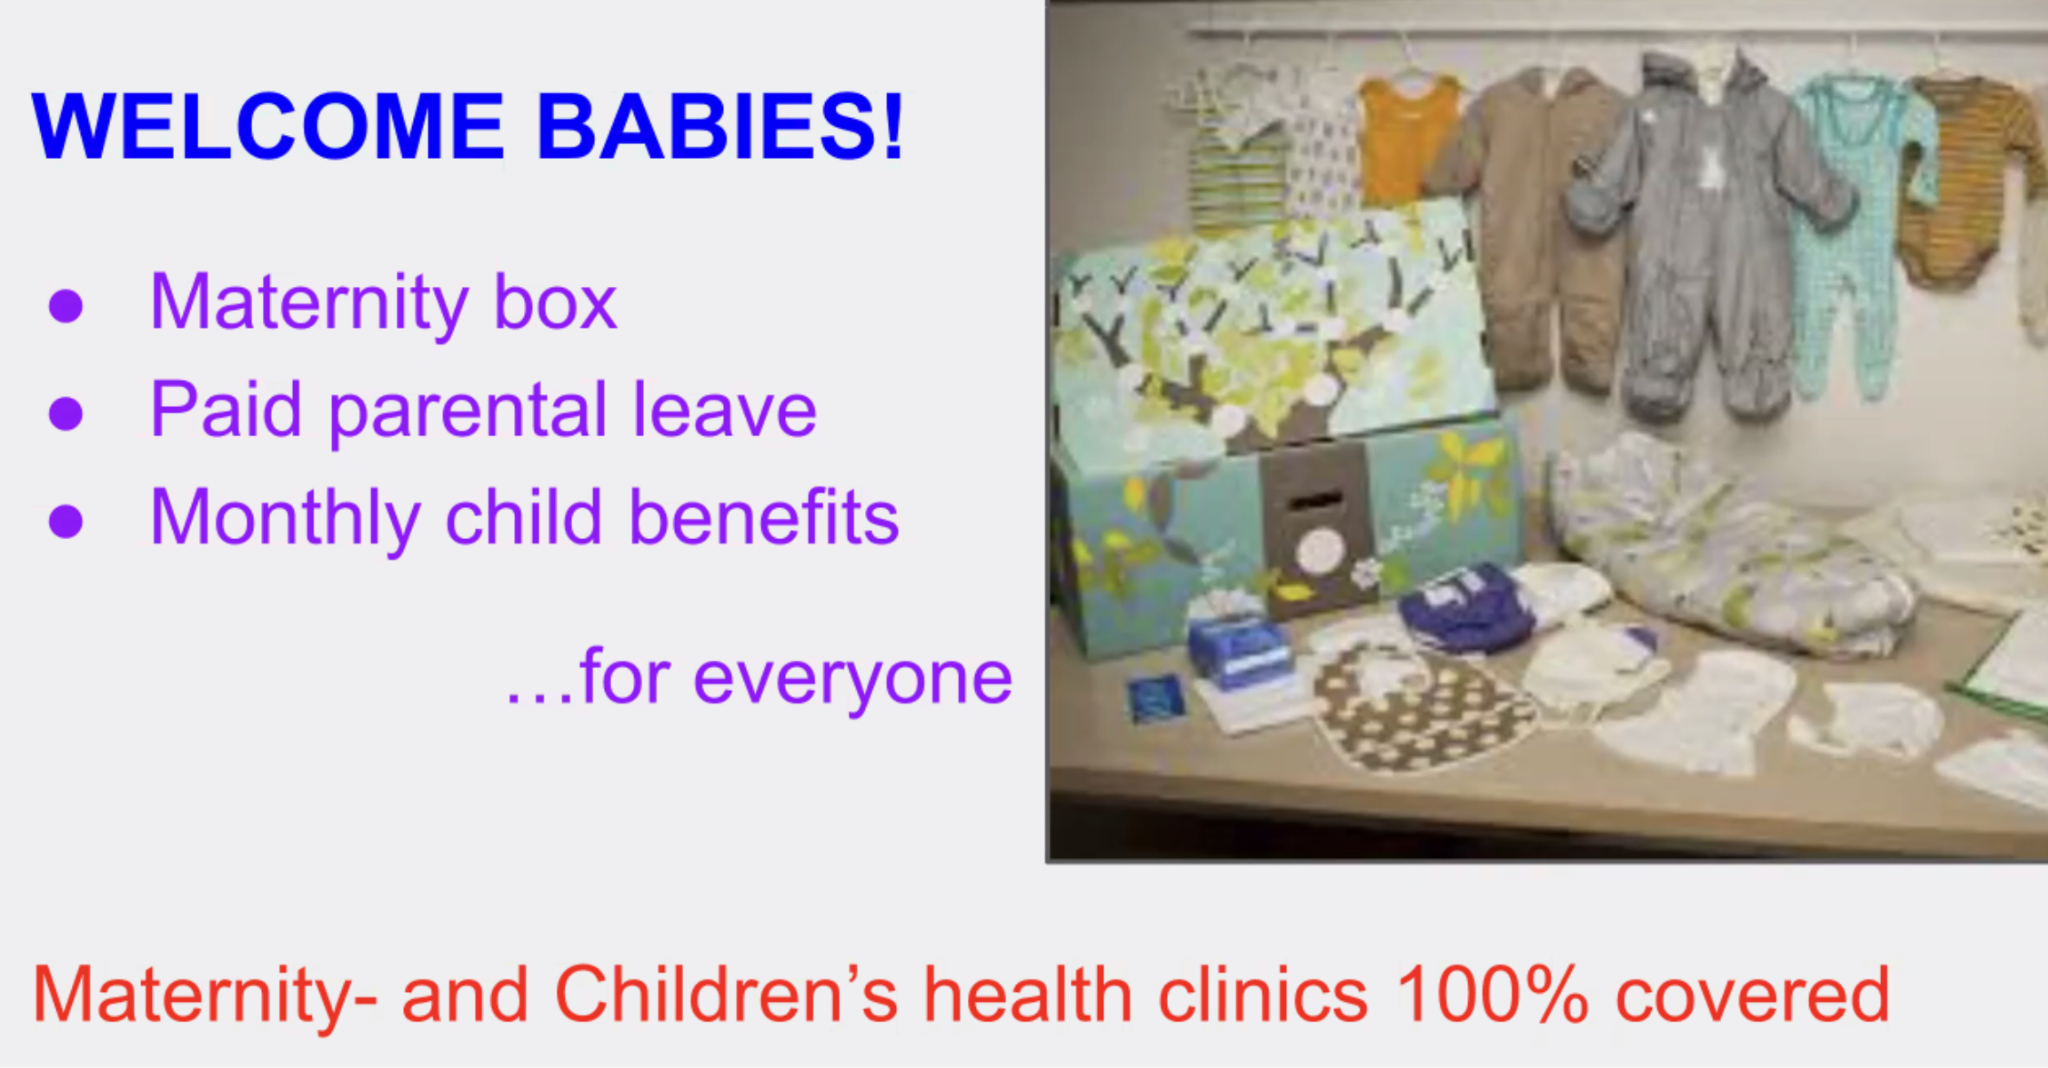 WELCOME BABIES!
● Maternity box
● Paid parental leave
● Monthly child benefits
…for everyone
Maternity- and Children’s health clinics 100% covered